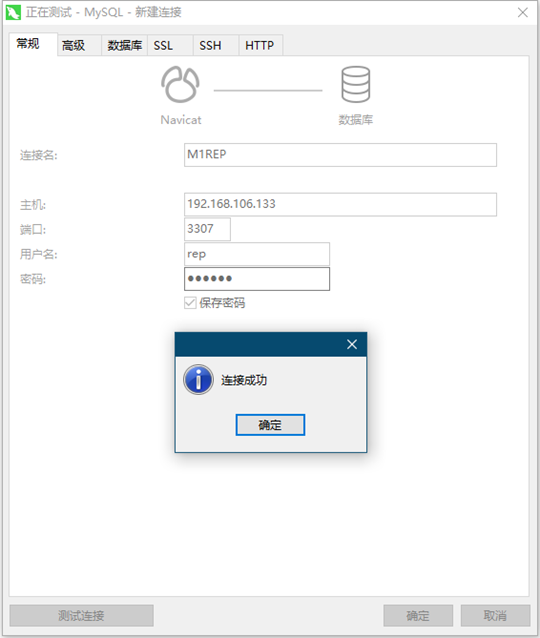 正在测试 - MySQL - 新建连接
常规 高级 数据库 SSL SSH HTTP
Navicat 数据库
连接名: M1REP
主机: 192.168.106.133
端口: 3307
用户名: rep
密码: ●●●●●●
保存密码
连接成功
确定
测试连接 确定 取消